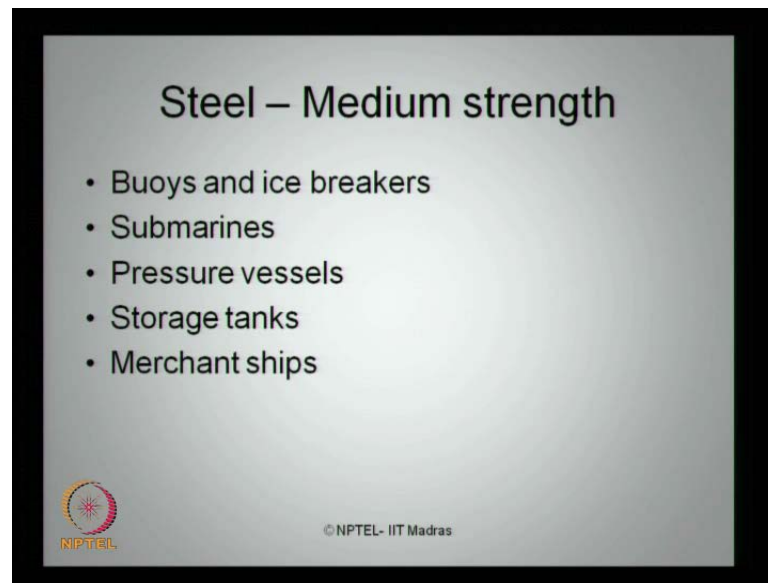 Steel – Medium strength
• Buoys and ice breakers
• Submarines
• Pressure vessels
• Storage tanks
• Merchant ships
NPTEL
© NPTEL- IIT Madras